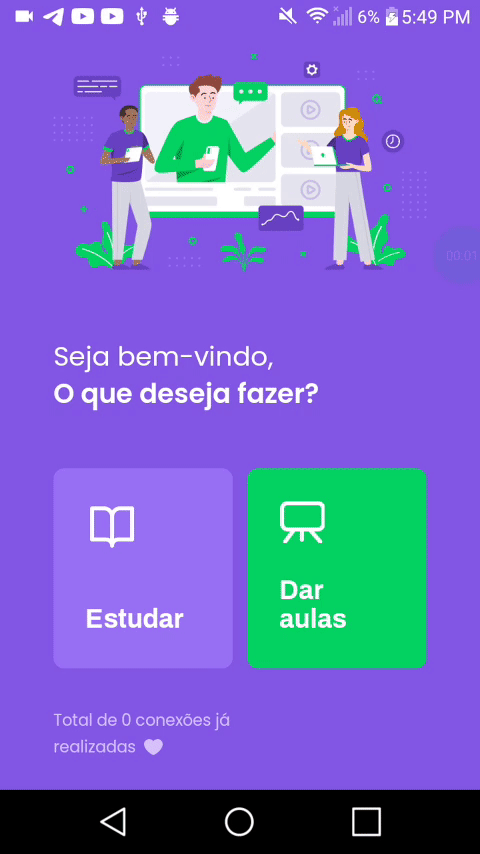 6% 5:49 PM
00:01
Seja bem-vindo,
O que deseja fazer?
Estudar
Dar
aulas
Total de 0 conexões já
realizadas